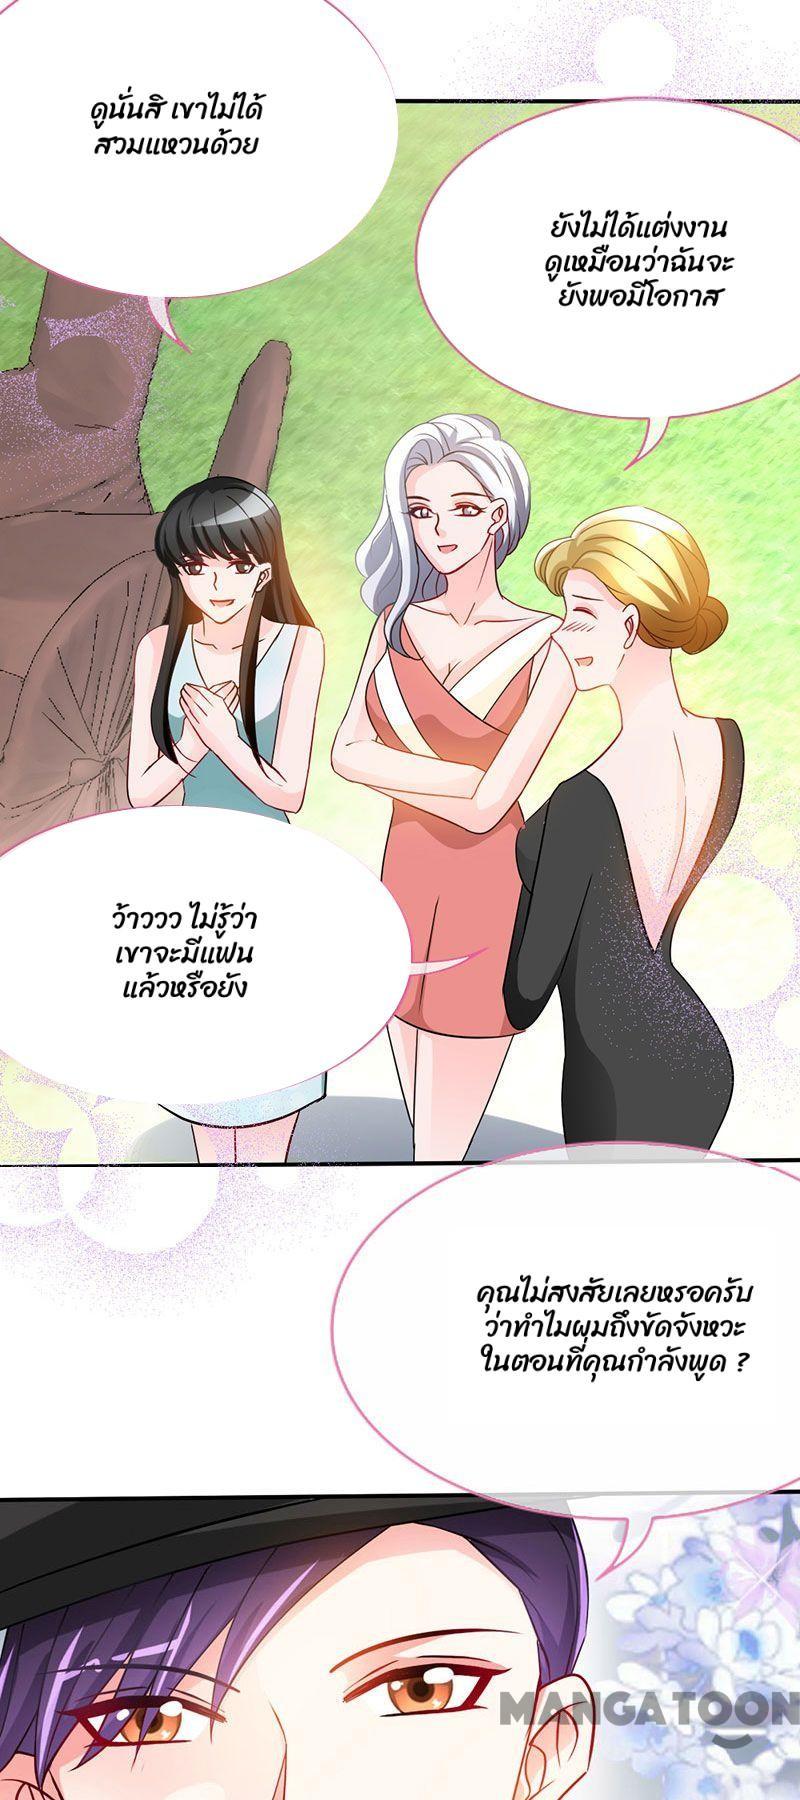 ดูนั่นสิ เขาไม่ได้
สวมแหวนด้วย
ยังไม่ได้แต่งงาน
ดูเหมือนว่าฉันจะ
ยังพอมีโอกาส
ว้าววว ไม่รู้ว่า
เขาจะมีแฟน
แล้วหรือยัง
คุณไม่สงสัยเลยหรอครับ
ว่าทำไมผมถึงขัดจังหวะ
ในตอนที่คุณกำลังพูด ?
MANGATOON